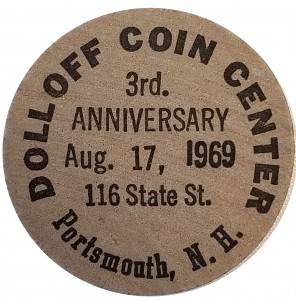 DOLLOFF COIN CENTER
3rd.
ANNIVERSARY
Aug. 17, 1969
116 State St.
Portsmouth, N. H.